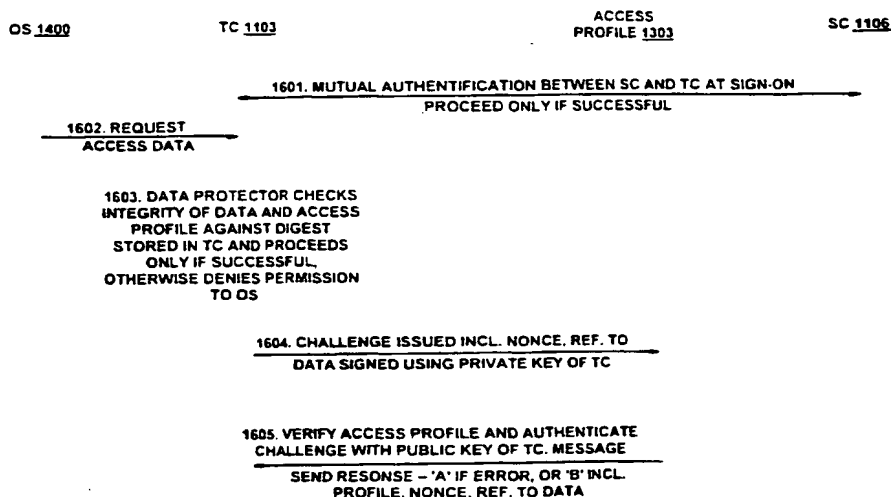 OS 1400
TC 1103
ACCESS
PROFILE 1303
SC 1106
1601. MUTUAL AUTHENTIFICATION BETWEEN SC AND TC AT SIGN-ON
PROCEED ONLY IF SUCCESSFUL
1602. REQUEST
ACCESS DATA
1603. DATA PROTECTOR CHECKS
INTEGRITY OF DATA AND ACCESS
PROFILE AGAINST DIGEST
STORED IN TC AND PROCEEDS
ONLY IF SUCCESSFUL,
OTHERWISE DENIES PERMISSION
TO OS
1604. CHALLENGE ISSUED INCL. NONCE, REF. TO
DATA SIGNED USING PRIVATE KEY OF TC
1605. VERIFY ACCESS PROFILE AND AUTHENTICATE
CHALLENGE WITH PUBLIC KEY OF TC. MESSAGE
SEND RESONSE – 'A' IF ERROR, OR 'B' INCL.
PROFILE, NONCE, REF. TO DATA